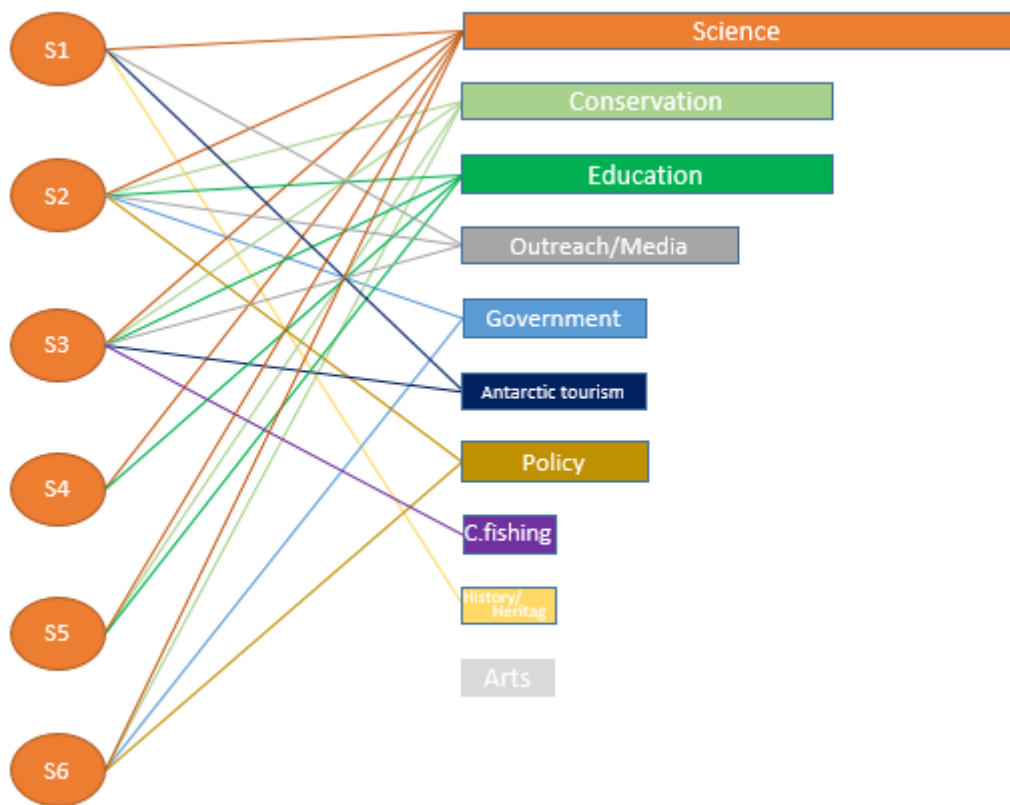 S1
Science
Conservation
S2
Education
Outreach/Media
Government
S3
Antarctic tourism
Policy
S4
C.fishing
History/
Heritag
S5
Arts
S6